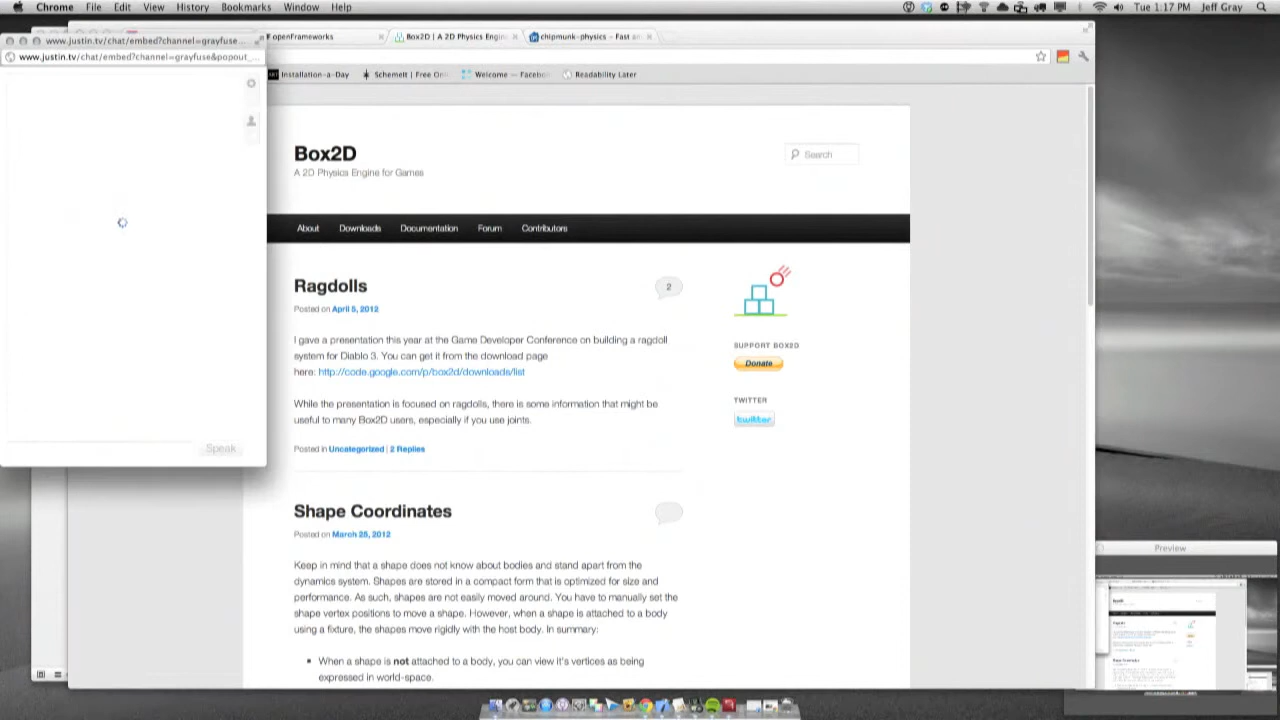 Chrome File Edit View History Bookmarks Window Help
Tue 1:17 PM Jeff Gray
www.justin.tv/chat/embed?channel=grayfuse...
openFrameworks
Box2D | A 2D Physics Engin
chipmunk-physics - Fast an
www.justin.tv/chat/embed?channel=grayfuse&popout_...
Installation-a-Day
Welcome — Facebo
Readability Later
Box2D
Search
A 2D Physics Engine for Games
About Downloads Documentation Forum Contributors
Ragdolls
2
Posted on April 5, 2012
I gave a presentation this year at the Game Developer Conference on building a ragdoll
system for Diablo 3. You can get it from the download page
here: http://code.google.com/p/box2d/downloads/list
While the presentation is focused on ragdolls, there is some information that might be
useful to many Box2D users, especially if you use joints.
Posted in Uncategorized | 2 Replies
SUPPORT BOX2D
Donate
TWITTER
twitter
Speak
Shape Coordinates
Posted on March 25, 2012
Keep in mind that a shape does not know about bodies and stand apart from the
dynamics system. Shapes are stored in a compact form that is optimized for size and
performance. As such, shapes are not easily moved around. You have to manually set the
shape vertex positions to move a shape. However, when a shape is attached to a body
using a fixture, the shapes move rigidly with the host body. In summary:
When a shape is not attached to a body, you can view it's vertices as being
expressed in world-space.
Preview